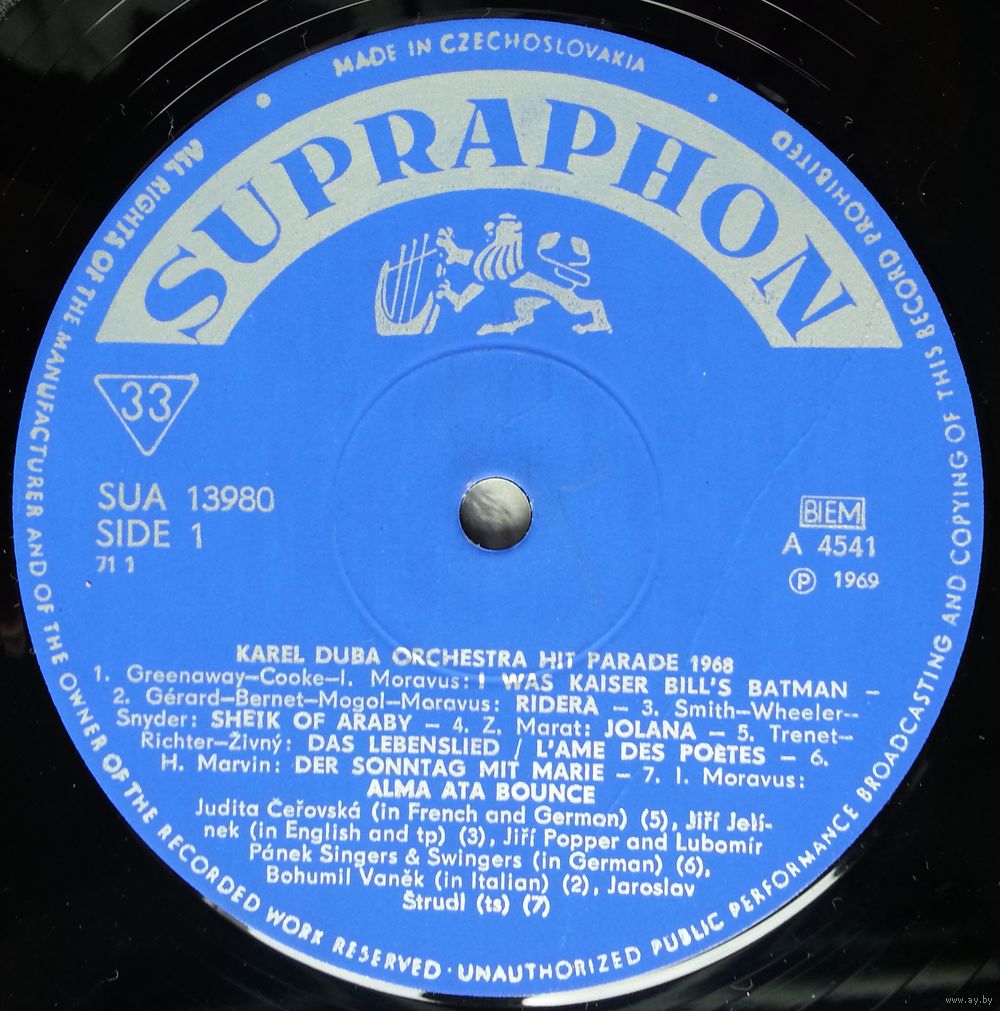 MADE IN CZECHOSLOVAKIA
ALL RIGHTS OF THE MANUFACTURER AND OF THE OWNER OF THE RECORDED WORK RESERVED · UNAUTHORIZED PUBLIC PERFORMANCE BROADCASTING AND COPYING OF THIS RECORD PROHIBITED
SUPRAPHON
33
SUA 13980
SIDE 1
71 1
BIEM
A 4541
Ⓟ 1969
KAREL DUBA ORCHESTRA HIT PARADE 1968
1. Greenaway–Cooke–I. Moravus: I WAS KAISER BILL'S BATMAN –
2. Gérard–Bernet–Mogol–Moravus: RIDERA – 3. Smith–Wheeler–
Snyder: SHEIK OF ARABY – 4. Z. Marat: JOLANA – 5. Trenet–
Richter–Živný: DAS LEBENSLIED / L'AME DES POÈTES – 6.
H. Marvin: DER SONNTAG MIT MARIE – 7. I. Moravus:
ALMA ATA BOUNCE
Judita Čeřovská (in French and German) (5), Jiří Jelí-
nek (in English and tp) (3), Jiří Popper and Lubomír
Pánek Singers & Swingers (in German) (6),
Bohumil Vaněk (in Italian) (2), Jaroslav
Štrudl (ts) (7)
www.ay.by